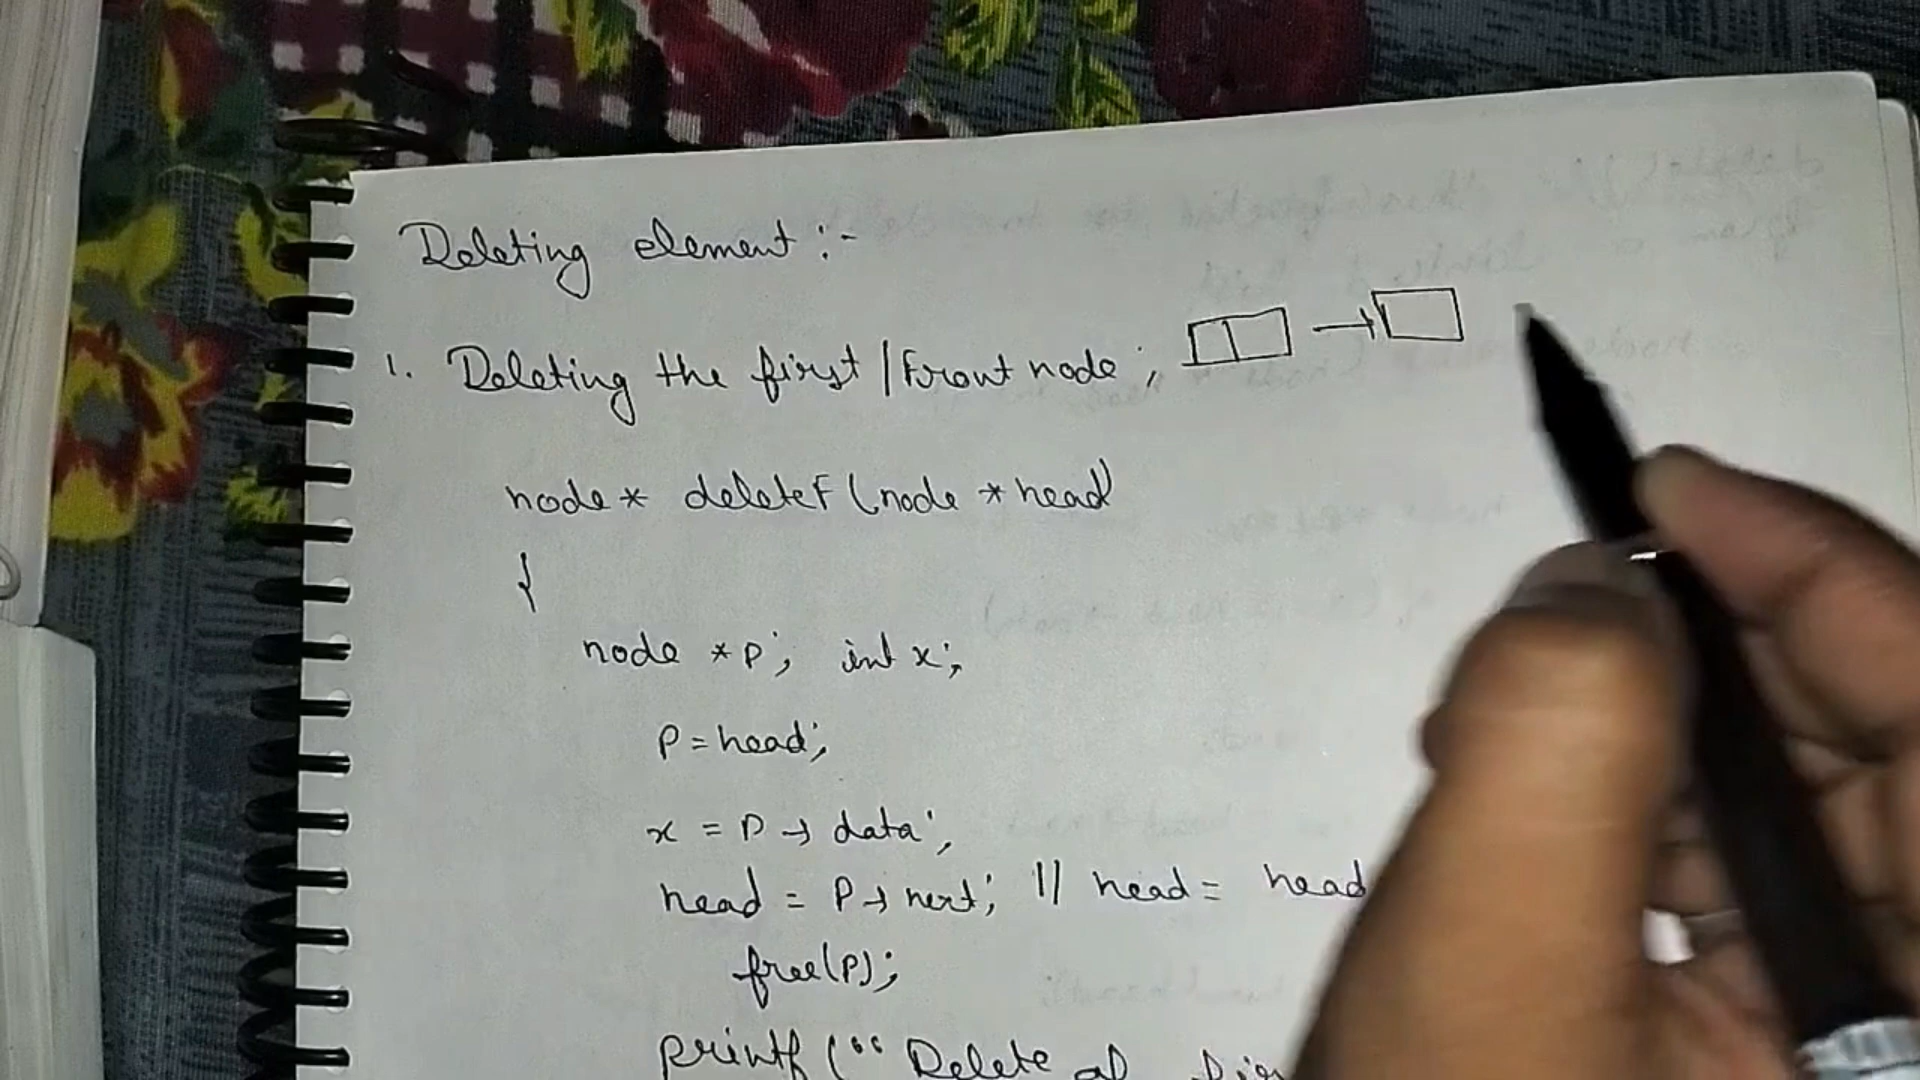 Deleting element :-
1. Deleting the first / Front node ;
node * deleteF (node * head)
{
node * P; int x;
P = head;
x = P → data;
head = P → next; // head = head
free(P);
printf (“ Delete